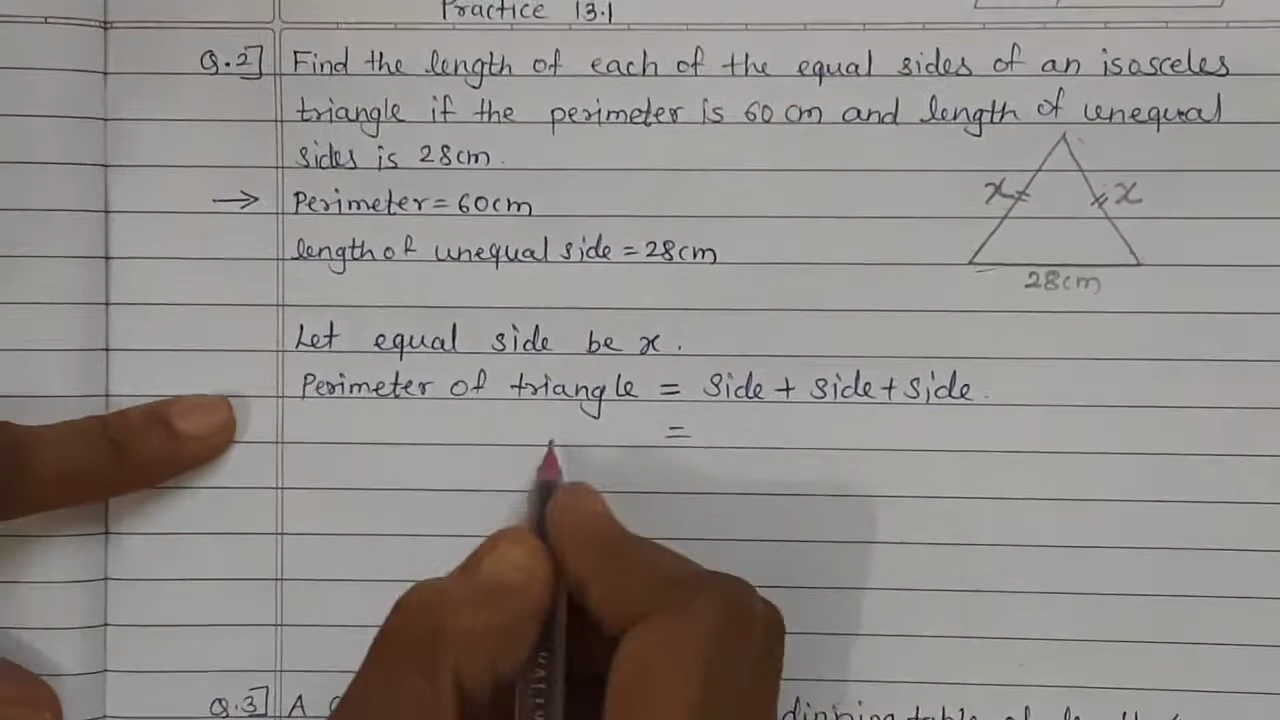 Practice 13.1
Q.2] Find the length of each of the equal sides of an isosceles
triangle if the perimeter is 60 cm and length of unequal
sides is 28cm.
→ Perimeter = 60cm
length of unequal side = 28cm
x x
28cm
Let equal side be x.
Perimeter of triangle = Side + Side + Side.
=
Q.3] A